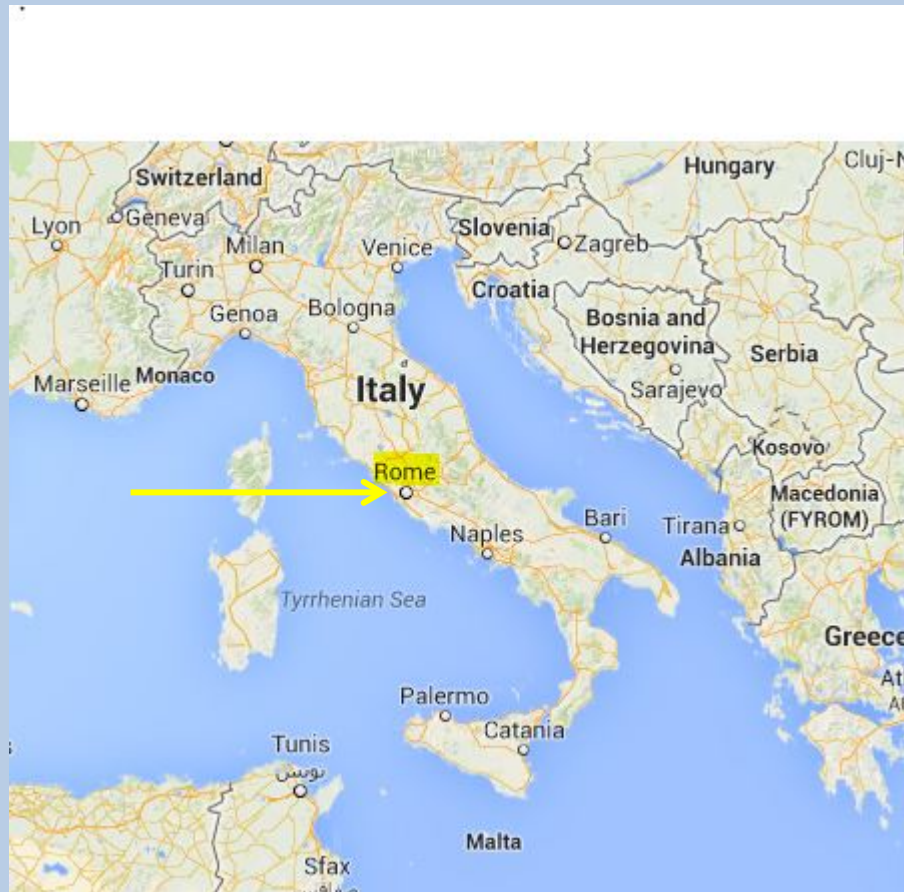 Hungary
Cluj-N
Switzerland
Geneva
Lyon
Slovenia
Zagreb
Milan
Venice
Turin
Croatia
Genoa
Bologna
Bosnia and
Herzegovina
Serbia
Marseille
Monaco
Italy
Sarajevo
Kosovo
Rome
Macedonia
(FYROM)
Bari
Tirana
Naples
Albania
Tyrrhenian Sea
Greece
At
Palermo
Catania
Tunis
تونس
Malta
Sfax